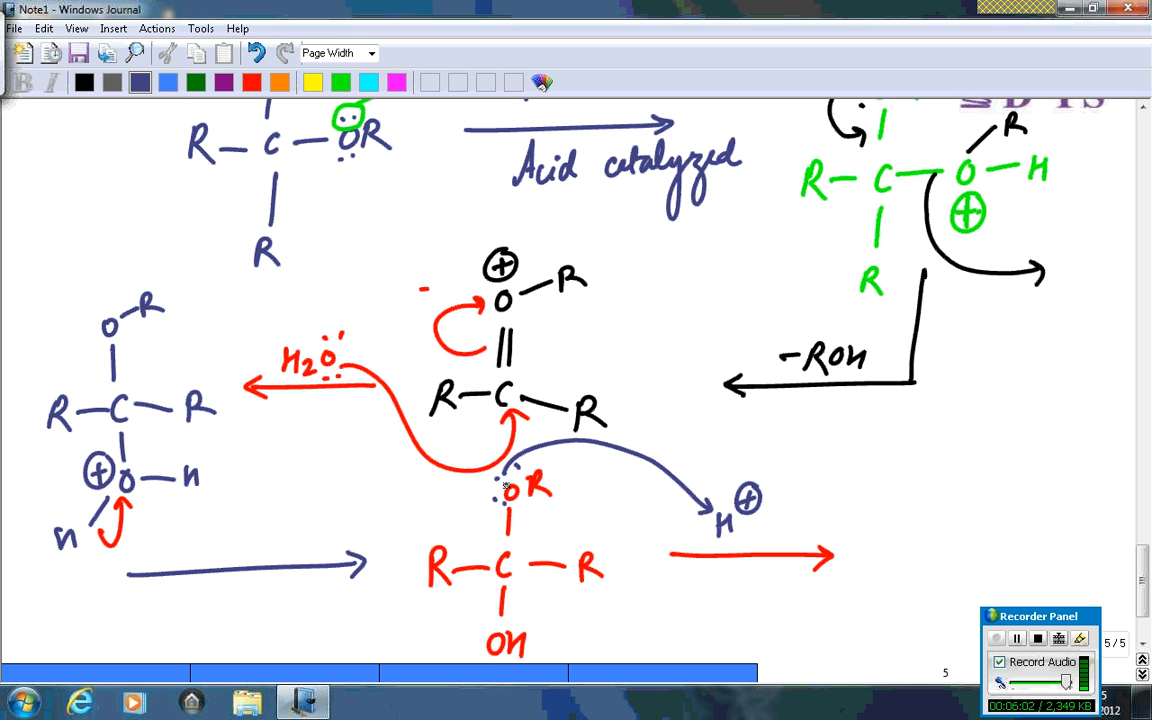 Note1 - Windows Journal
File Edit View Insert Actions Tools Help
Page Width
B I
R — C — OR
R
Acid catalyzed
R
R — C — O — H
+
R
+
O — R
R — C — R
- ROH
-
H2O
O — R
R — C — R
+ O — H
H
OR
H +
R — C — R
OH
Recorder Panel
Record Audio
00:06:02 / 2,349 KB
5
5 / 5
2012